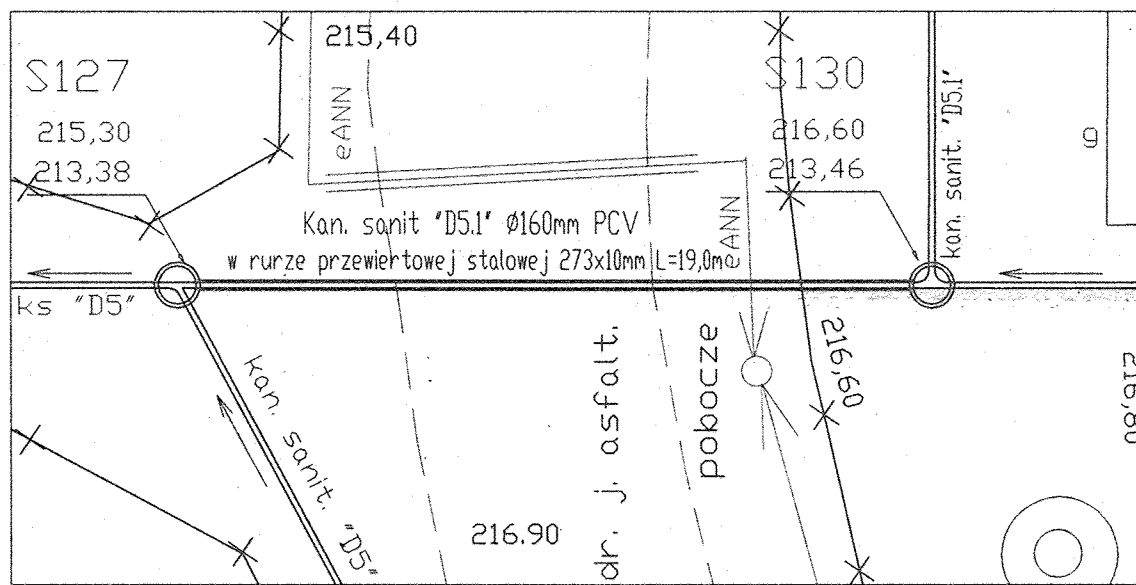 S127
215,30
213,38
215,40
eANN
S130
216,60
213,46
kan. sanit. "D5.1"
g
Kan. sanit "D5.1" Ø160mm PCV
w rurze przewiertowej stalowej 273x10mm L=19,0m
eANN
ks "D5"
kan. sanit. "D5"
dr. j. asfalt.
pobocze
216,60
216,80
216.90